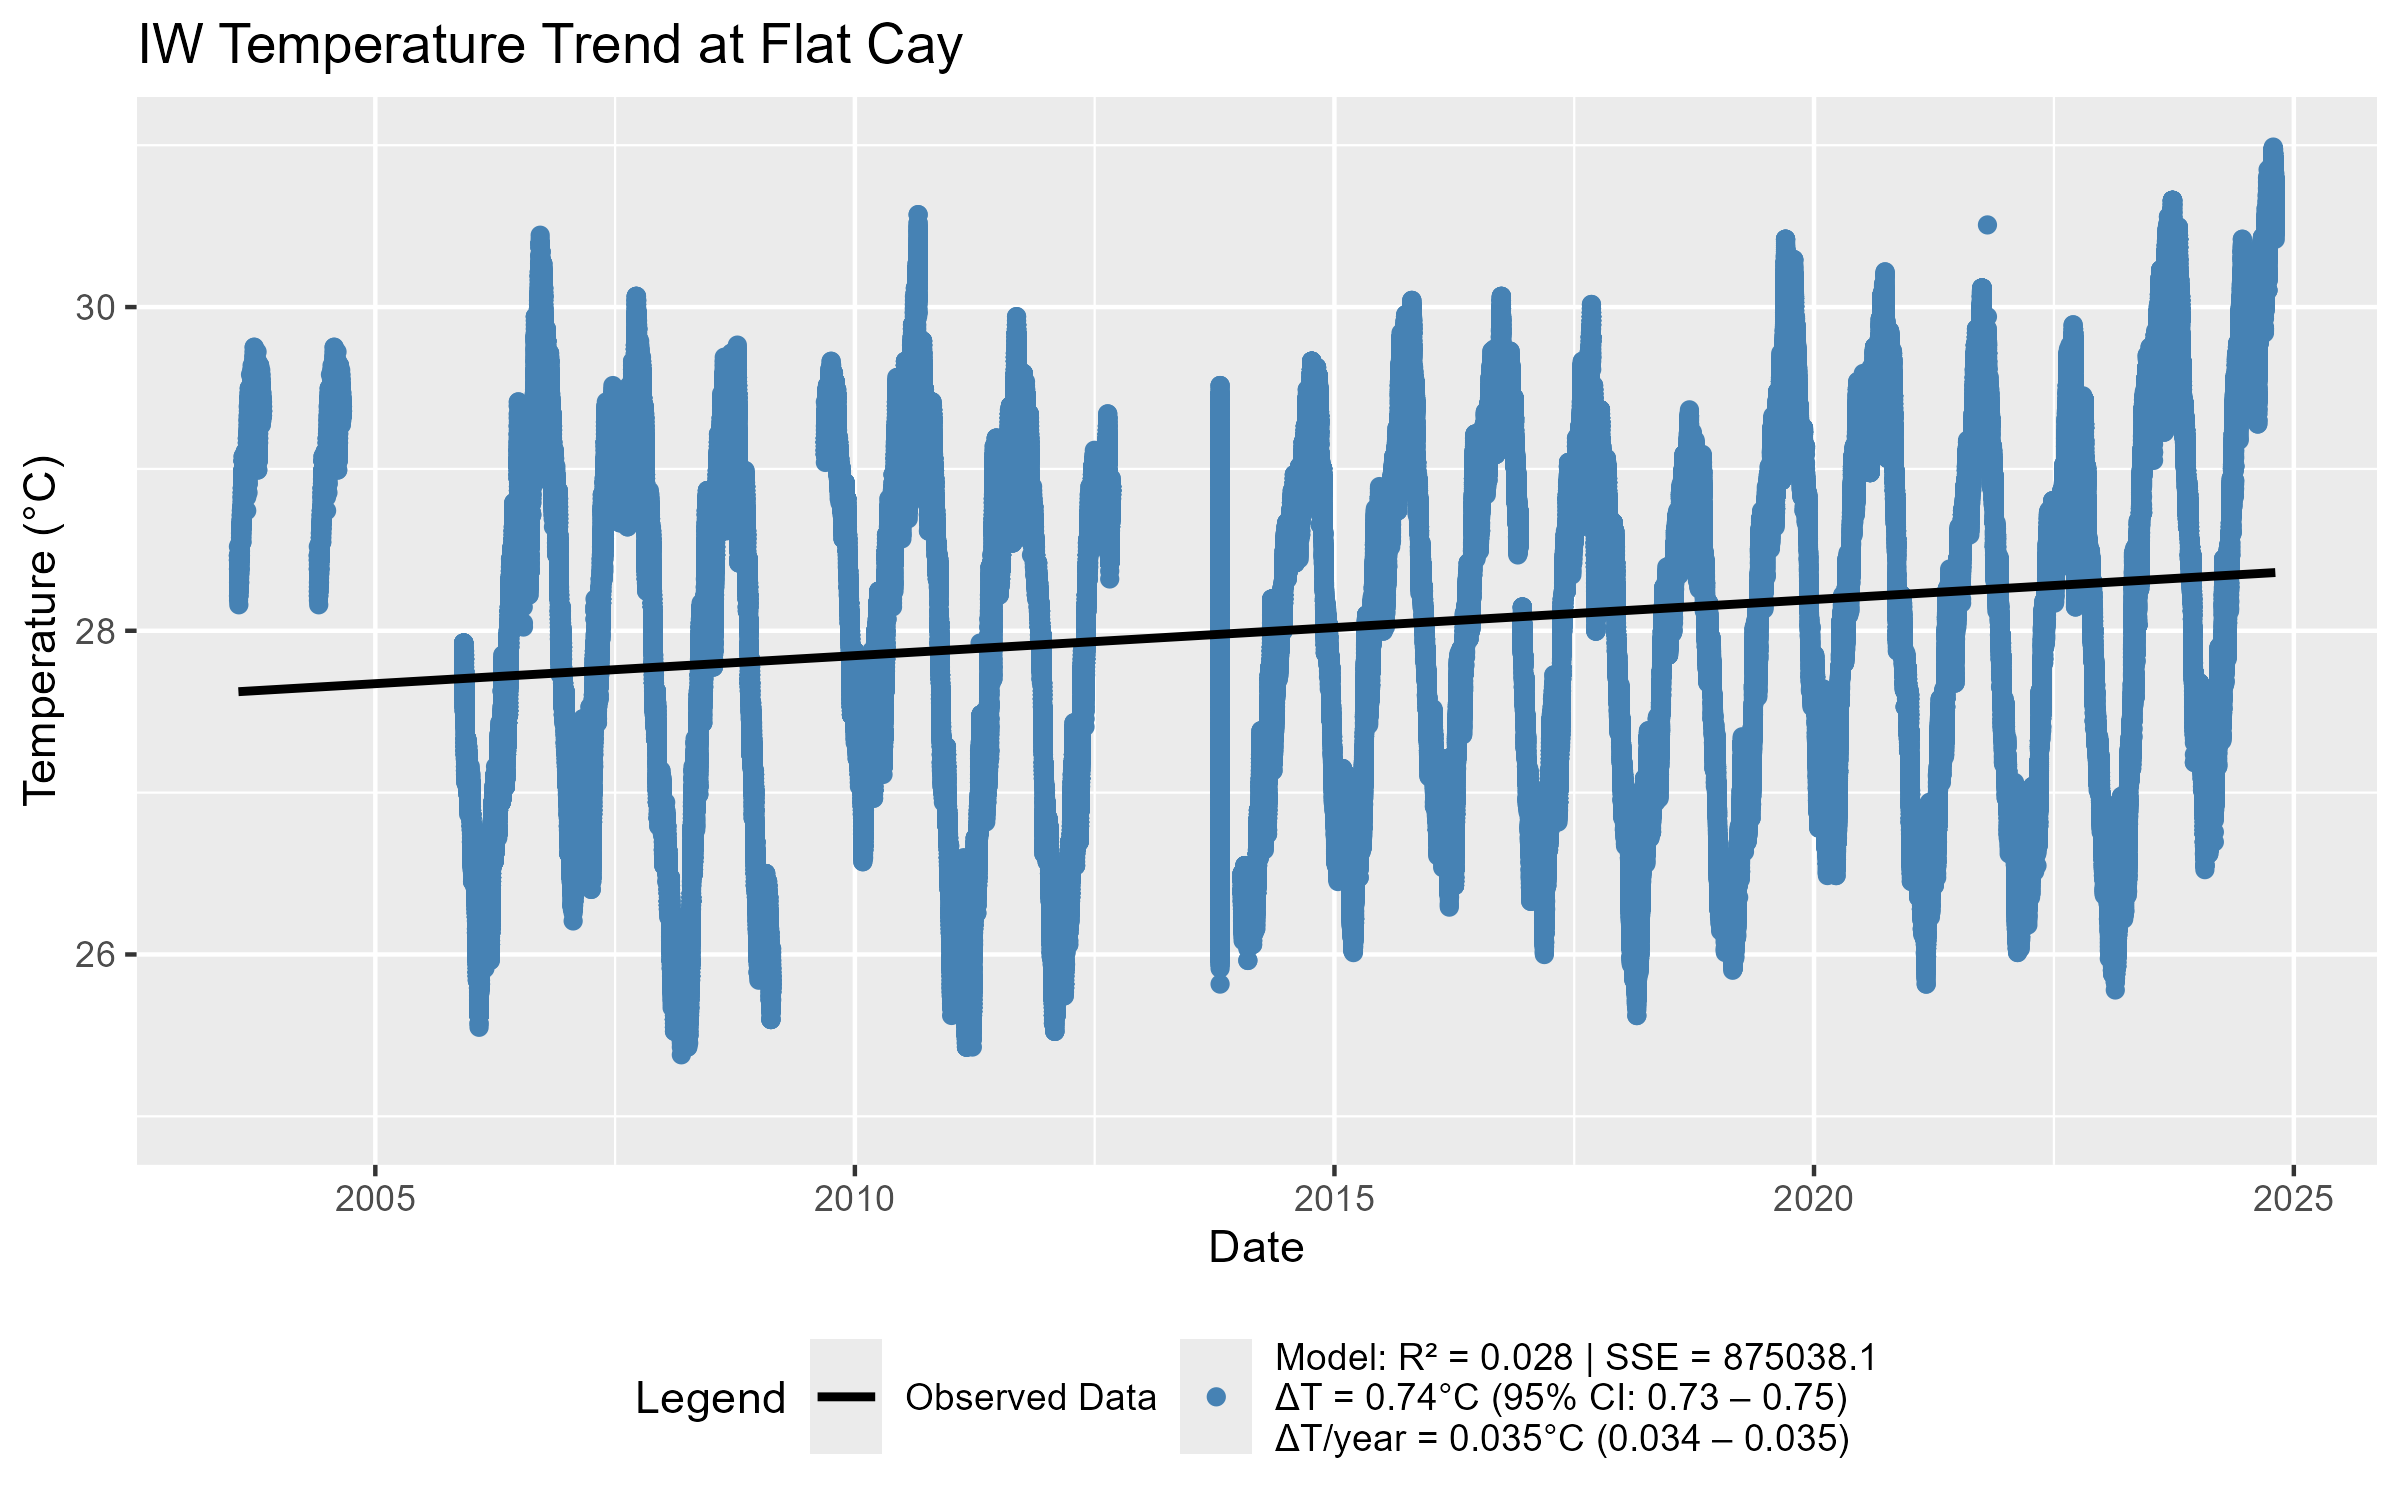 IW Temperature Trend at Flat Cay
Temperature (°C)
30
28
26
2005
2010
2015
2020
2025
Date
Legend
Observed Data
Model: R² = 0.028 | SSE = 875038.1
ΔT = 0.74°C (95% CI: 0.73 – 0.75)
ΔT/year = 0.035°C (0.034 – 0.035)